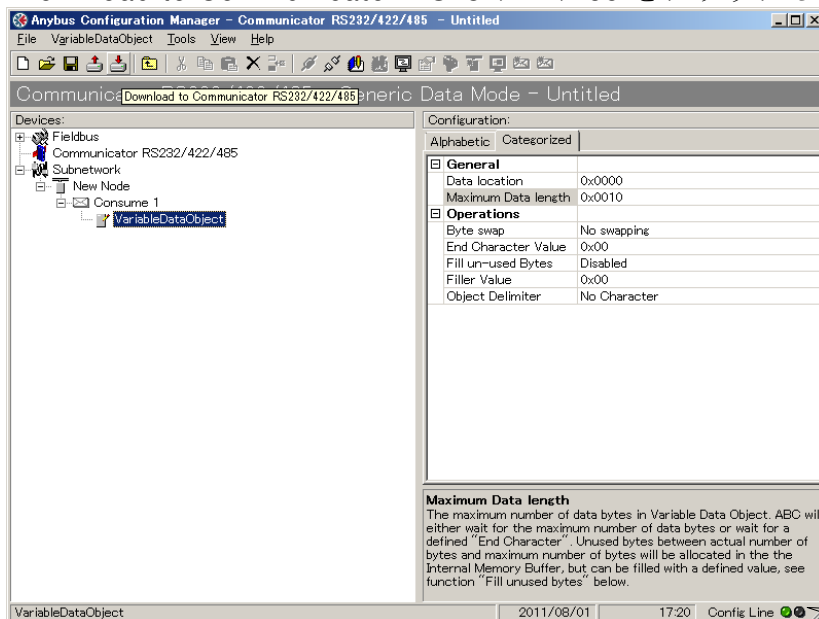 Anybus Configuration Manager - Communicator RS232/422/485 - Untitled
File VariableDataObject Tools View Help
Download to Communicator RS232/422/485
Generic Data Mode - Untitled
Devices:
Fieldbus
Communicator RS232/422/485
Subnetwork
New Node
Consume 1
VariableDataObject
Configuration:
Alphabetic Categorized
General
Data location 0x0000
Maximum Data length 0x0010
Operations
Byte swap No swapping
End Character Value 0x00
Fill un-used Bytes Disabled
Filler Value 0x00
Object Delimiter No Character
Maximum Data length
The maximum number of data bytes in Variable Data Object. ABC wil
either wait for the maximum number of data bytes or wait for a
defined "End Character". Unused bytes between actual number of
bytes and maximum number of bytes will be allocated in the the
Internal Memory Buffer, but can be filled with a defined value, see
function "Fill unused bytes" below.
VariableDataObject 2011/08/01 17:20 Config Line